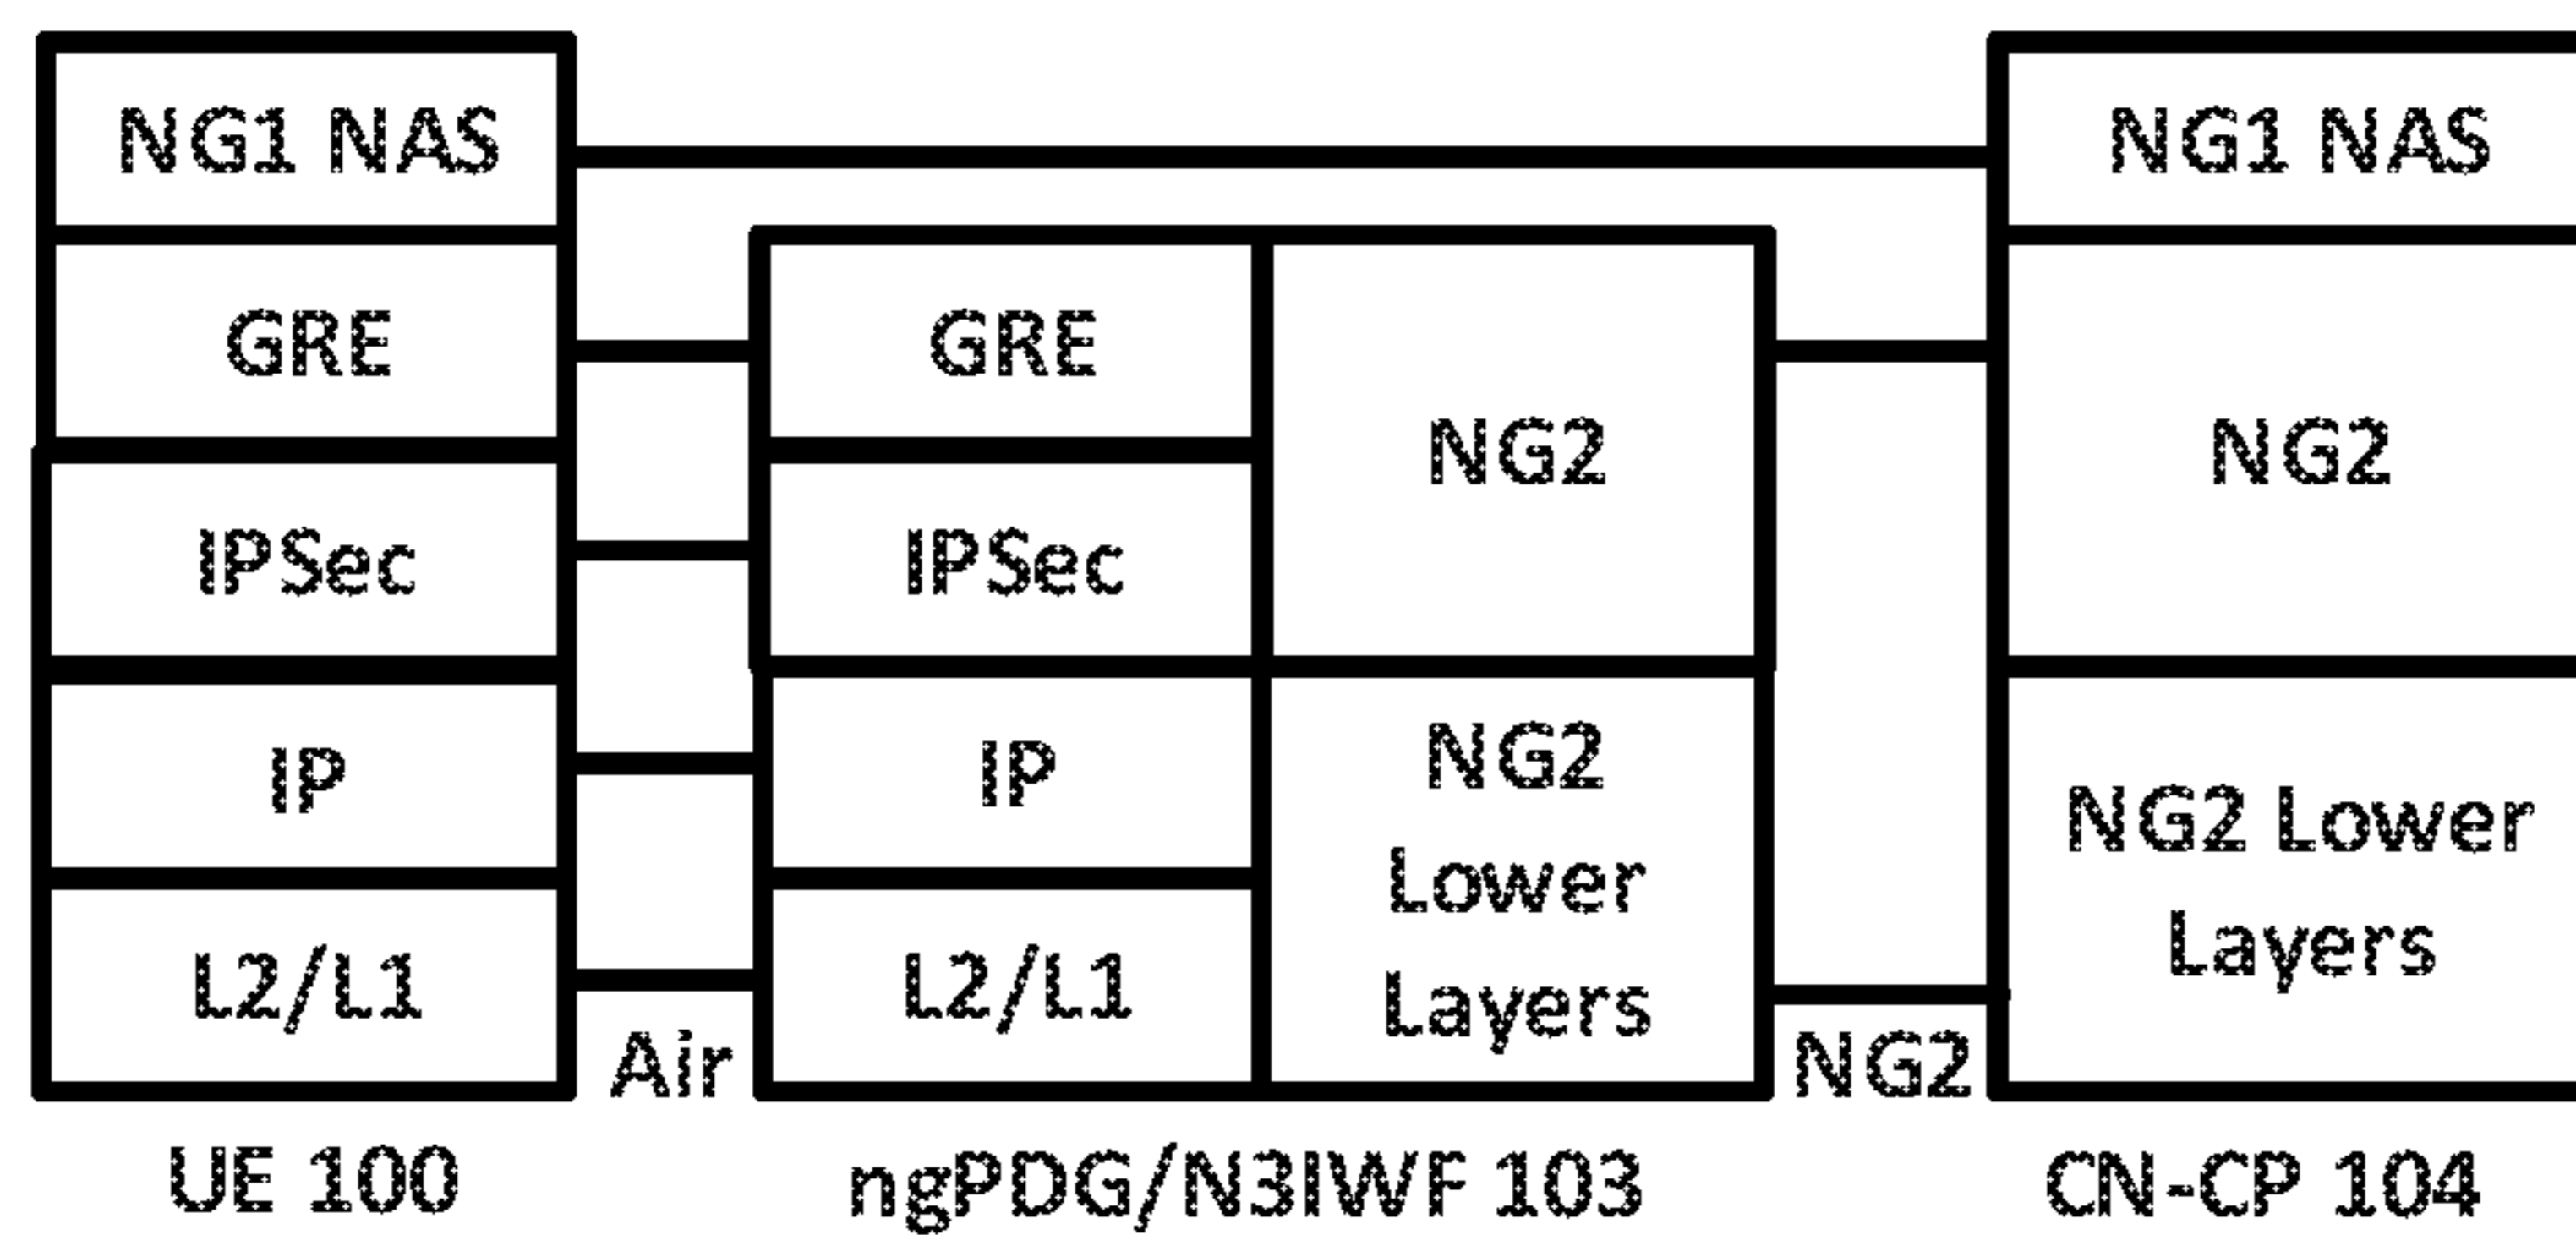 NG1 NAS
GRE
IPSec
IP
L2/L1
UE 100
Air
GRE
IPSec
IP
L2/L1
NG2
NG2
Lower
Layers
ngPDG/N3IWF 103
NG2
NG1 NAS
NG2
NG2 Lower
Layers
CN-CP 104